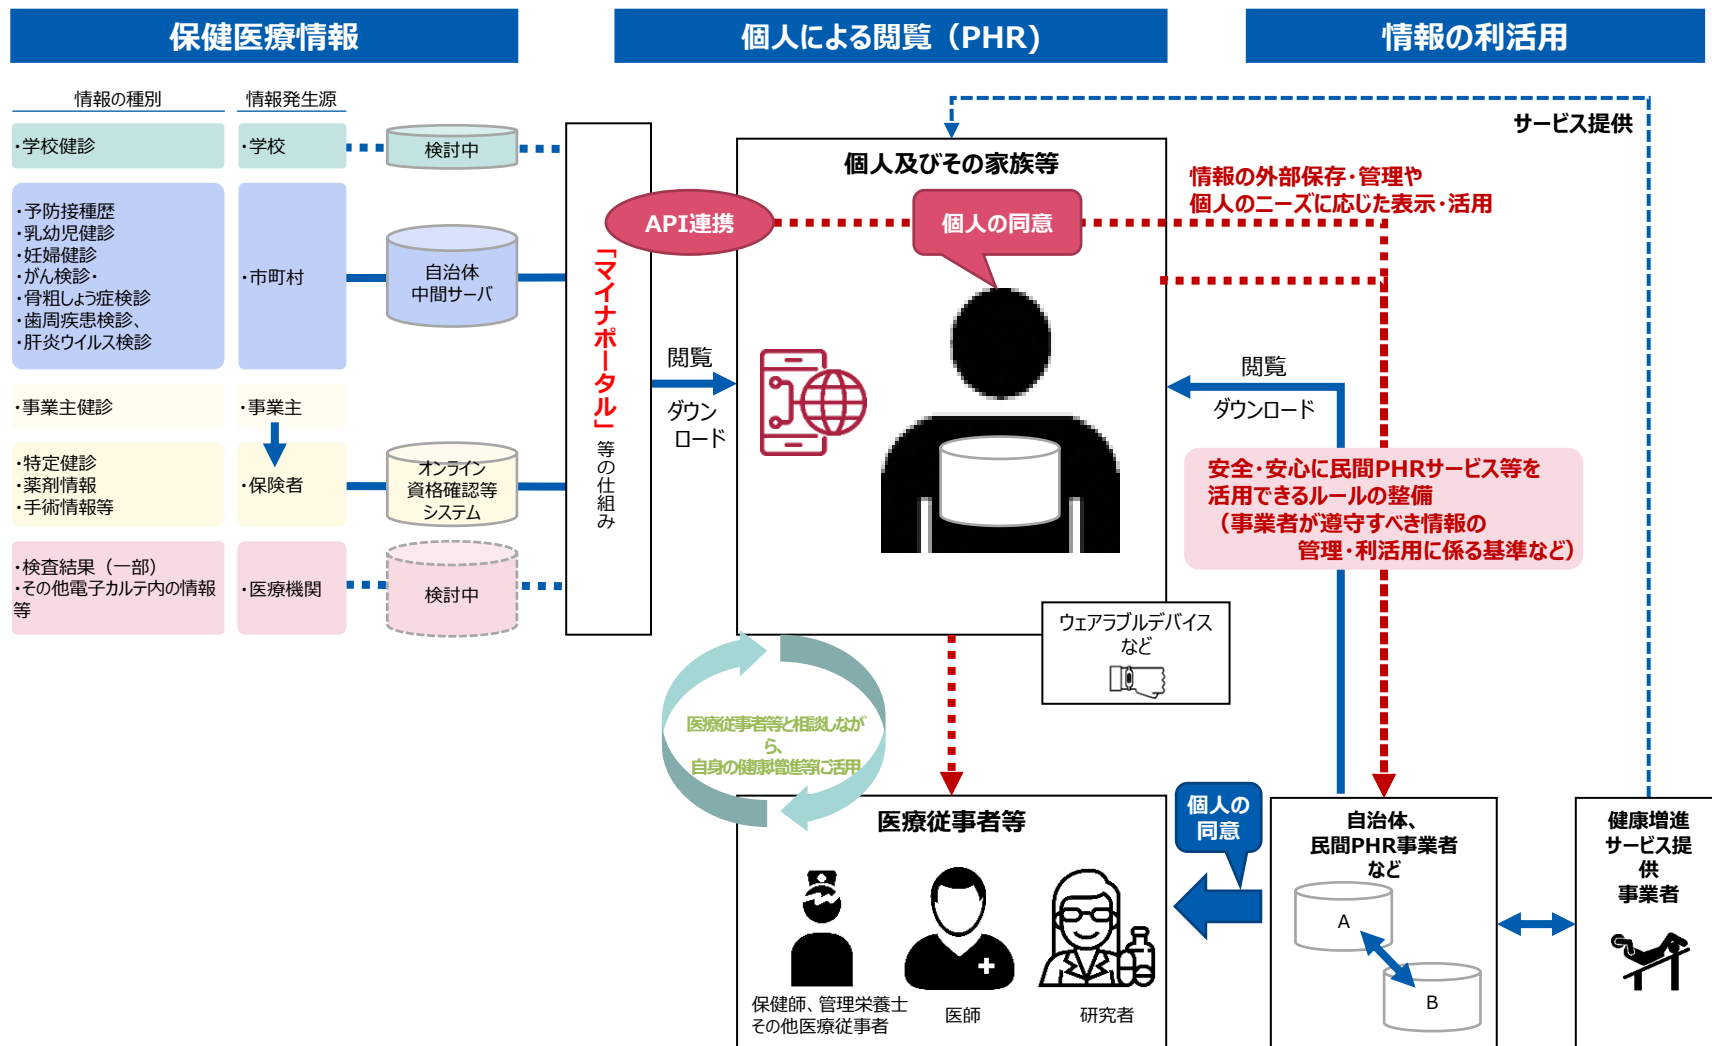 保健医療情報
個人による閲覧（PHR)
情報の利活用
情報の種別
情報発生源
・学校健診
・学校
検討中
・予防接種歴
・乳幼児健診
・妊婦健診
・がん検診・
・骨粗しょう症検診
・歯周疾患検診、
・肝炎ウイルス検診
・市町村
自治体
中間サーバ
・事業主健診
・事業主
・特定健診
・薬剤情報
・手術情報等
・保険者
オンライン
資格確認等
システム
・検査結果（一部）
・その他電子カルテ内の情報
等
・医療機関
検討中
「マイナポータル」等の仕組み
API連携
閲覧
ダウン
ロード
個人及びその家族等
個人の同意
ウェアラブルデバイス
など
サービス提供
情報の外部保存・管理や
個人のニーズに応じた表示・活用
閲覧
ダウンロード
安全・安心に民間PHRサービス等を
活用できるルールの整備
（事業者が遵守すべき情報の
管理・利活用に係る基準など）
医療従事者等と相談しなが
ら、
自身の健康増進等に活用
医療従事者等
保健師、管理栄養士
その他医療従事者
医師
研究者
個人の
同意
自治体、
民間PHR事業者
など
A
B
健康増進
サービス提
供
事業者